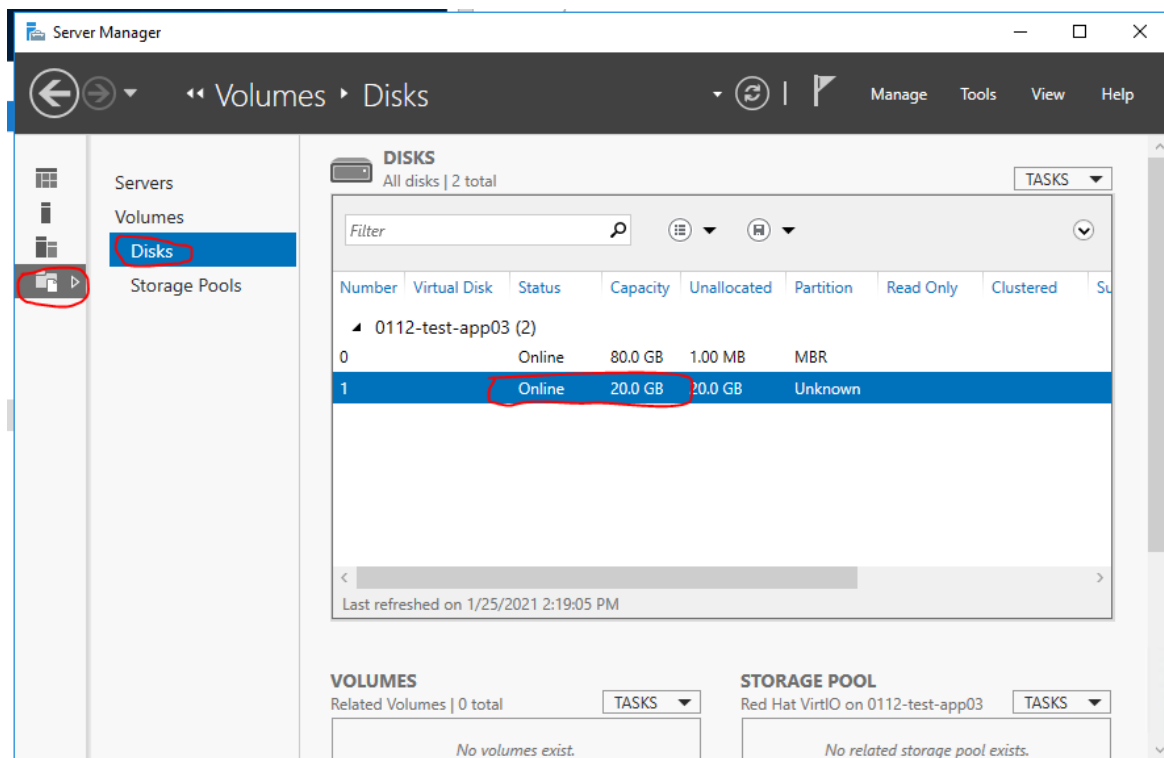 Server Manager
Volumes Disks
Manage Tools View Help
Servers
Volumes
Disks
Storage Pools
DISKS
All disks | 2 total
TASKS
Filter
Number Virtual Disk Status Capacity Unallocated Partition Read Only Clustered
0112-test-app03 (2)
0 Online 80.0 GB 1.00 MB MBR
1 Online 20.0 GB 20.0 GB Unknown
Last refreshed on 1/25/2021 2:19:05 PM
VOLUMES
Related Volumes | 0 total
TASKS
No volumes exist.
STORAGE POOL
Red Hat VirtIO on 0112-test-app03
TASKS
No related storage pool exists.